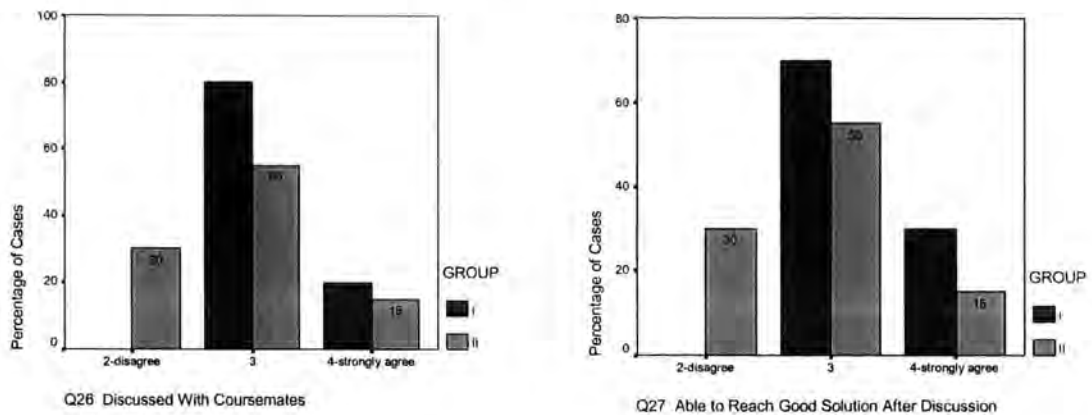 100
80
60
40
20
0
Percentage of Cases
30
55
15
2-disagree
3
4-strongly agree
GROUP
I
II
Q26 Discussed With Coursemates
80
60
40
20
0
Percentage of Cases
30
55
15
2-disagree
3
4-strongly agree
GROUP
I
II
Q27 Able to Reach Good Solution After Discussion